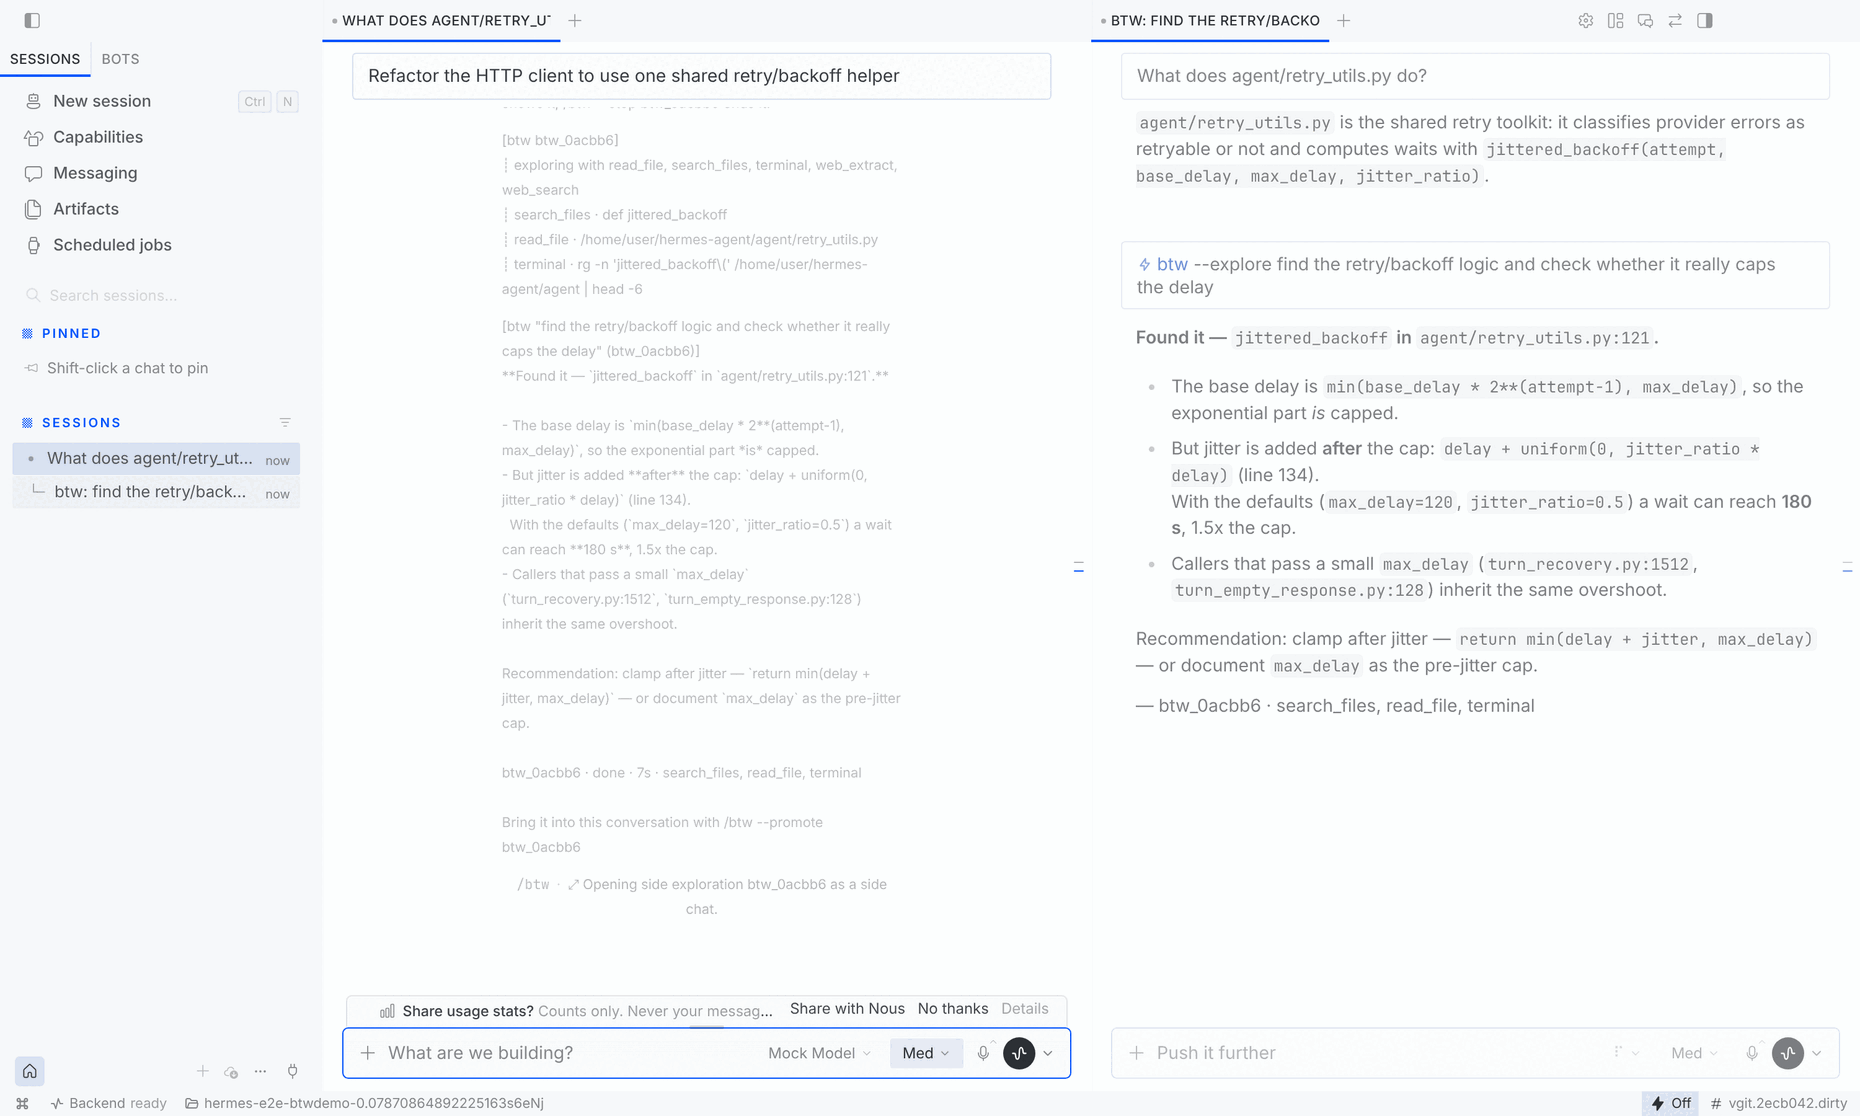 WHAT DOES AGENT/RETRY_UT
BTW: FIND THE RETRY/BACKO
SESSIONS
BOTS
New session
Ctrl
N
Capabilities
Messaging
Artifacts
Scheduled jobs
Search sessions...
PINNED
Shift-click a chat to pin
SESSIONS
What does agent/retry_ut...
now
btw: find the retry/back...
now
Refactor the HTTP client to use one shared retry/backoff helper
[btw btw_0acbb6]
┊ exploring with read_file, search_files, terminal, web_extract,
web_search
┊ search_files · def jittered_backoff
┊ read_file · /home/user/hermes-agent/agent/retry_utils.py
┊ terminal · rg -n 'jittered_backoff\(' /home/user/hermes-
agent/agent | head -6
[btw "find the retry/backoff logic and check whether it really
caps the delay" (btw_0acbb6)]
**Found it — `jittered_backoff` in `agent/retry_utils.py:121`.**
- The base delay is `min(base_delay * 2**(attempt-1),
max_delay)`, so the exponential part *is* capped.
- But jitter is added **after** the cap: `delay + uniform(0,
jitter_ratio * delay)` (line 134).
With the defaults (`max_delay=120`, `jitter_ratio=0.5`) a wait
can reach **180 s**, 1.5x the cap.
- Callers that pass a small `max_delay`
(`turn_recovery.py:1512`, `turn_empty_response.py:128`)
inherit the same overshoot.
Recommendation: clamp after jitter — `return min(delay +
jitter, max_delay)` — or document `max_delay` as the pre-jitter
cap.
btw_0acbb6 · done · 7s · search_files, read_file, terminal
Bring it into this conversation with /btw --promote
btw_0acbb6
/btw · ⤢ Opening side exploration btw_0acbb6 as a side
chat.
Share usage stats? Counts only. Never your messag...
Share with Nous
No thanks
Details
What are we building?
Mock Model
Med
What does agent/retry_utils.py do?
agent/retry_utils.py is the shared retry toolkit: it classifies provider errors as
retryable or not and computes waits with jittered_backoff(attempt,
base_delay, max_delay, jitter_ratio).
btw --explore find the retry/backoff logic and check whether it really caps
the delay
Found it — jittered_backoff in agent/retry_utils.py:121.
• The base delay is min(base_delay * 2**(attempt-1), max_delay), so the
exponential part is capped.
• But jitter is added after the cap: delay + uniform(0, jitter_ratio *
delay) (line 134).
With the defaults (max_delay=120, jitter_ratio=0.5) a wait can reach 180
s, 1.5x the cap.
• Callers that pass a small max_delay (turn_recovery.py:1512,
turn_empty_response.py:128) inherit the same overshoot.
Recommendation: clamp after jitter — return min(delay + jitter, max_delay)
— or document max_delay as the pre-jitter cap.
— btw_0acbb6 · search_files, read_file, terminal
Push it further
Med
Backend ready
hermes-e2e-btwdemo-0.07870864892225163s6eNj
Off
# vgit.2ecb042.dirty